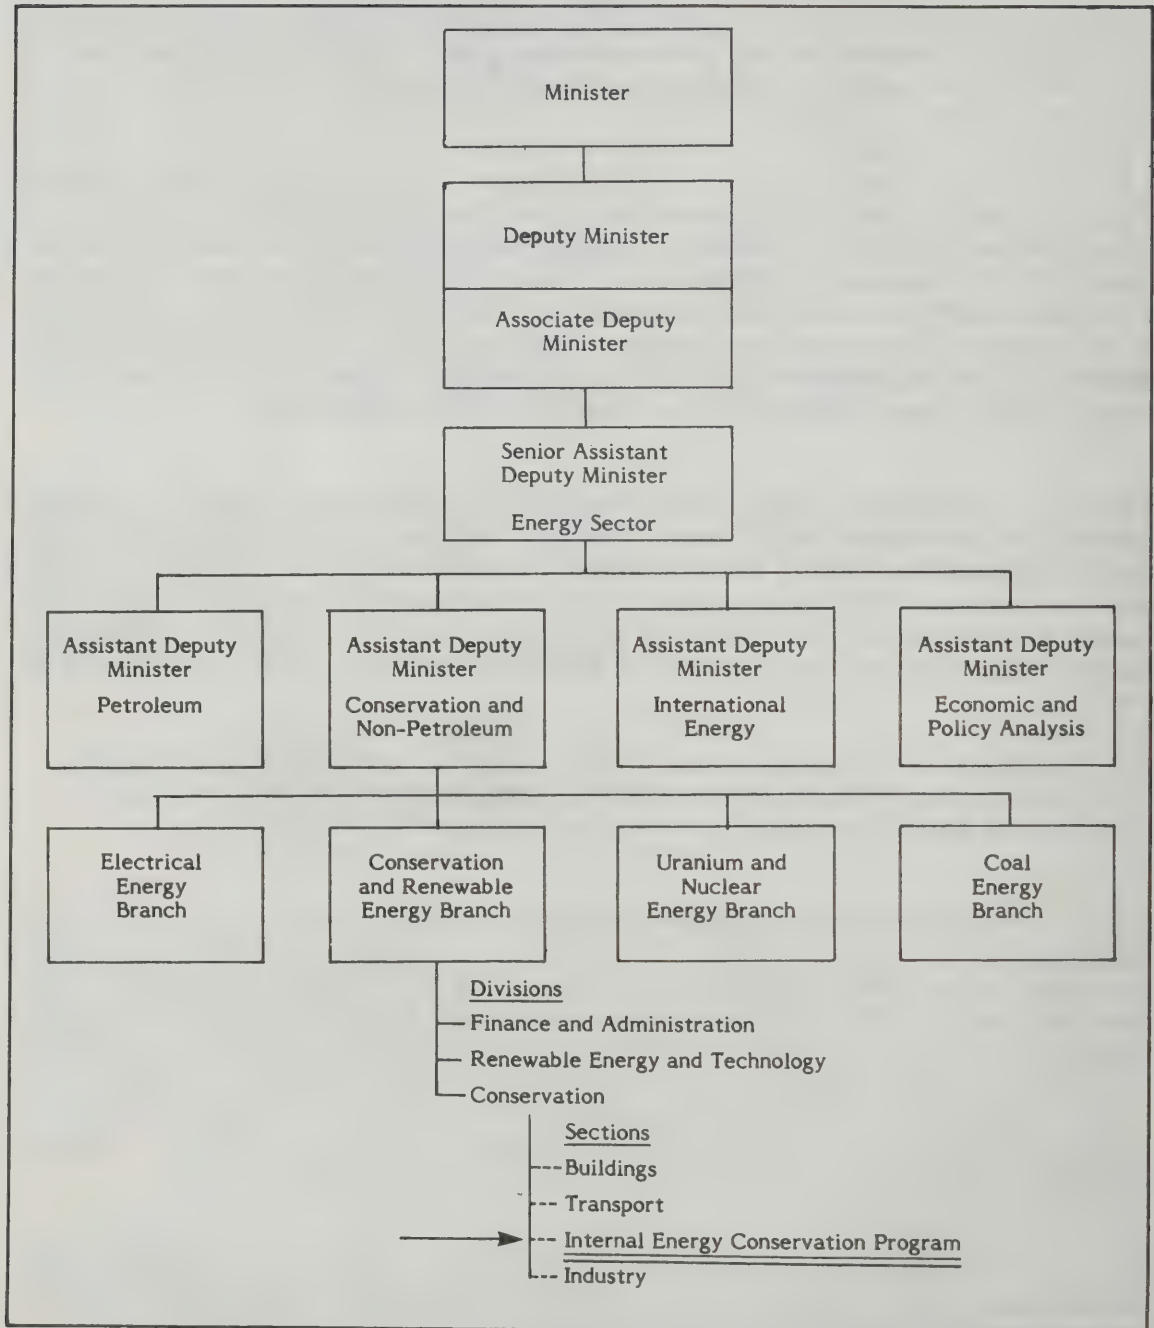 Minister
Deputy Minister
Associate Deputy
Minister
Senior Assistant
Deputy Minister
Energy Sector
Assistant Deputy
Minister
Petroleum
Assistant Deputy
Minister
Conservation and
Non-Petroleum
Assistant Deputy
Minister
International
Energy
Assistant Deputy
Minister
Economic and
Policy Analysis
Electrical
Energy
Branch
Conservation
and Renewable
Energy Branch
Uranium and
Nuclear
Energy Branch
Coal
Energy
Branch
Divisions
Finance and Administration
Renewable Energy and Technology
Conservation
Sections
Buildings
Transport
Internal Energy Conservation Program
Industry